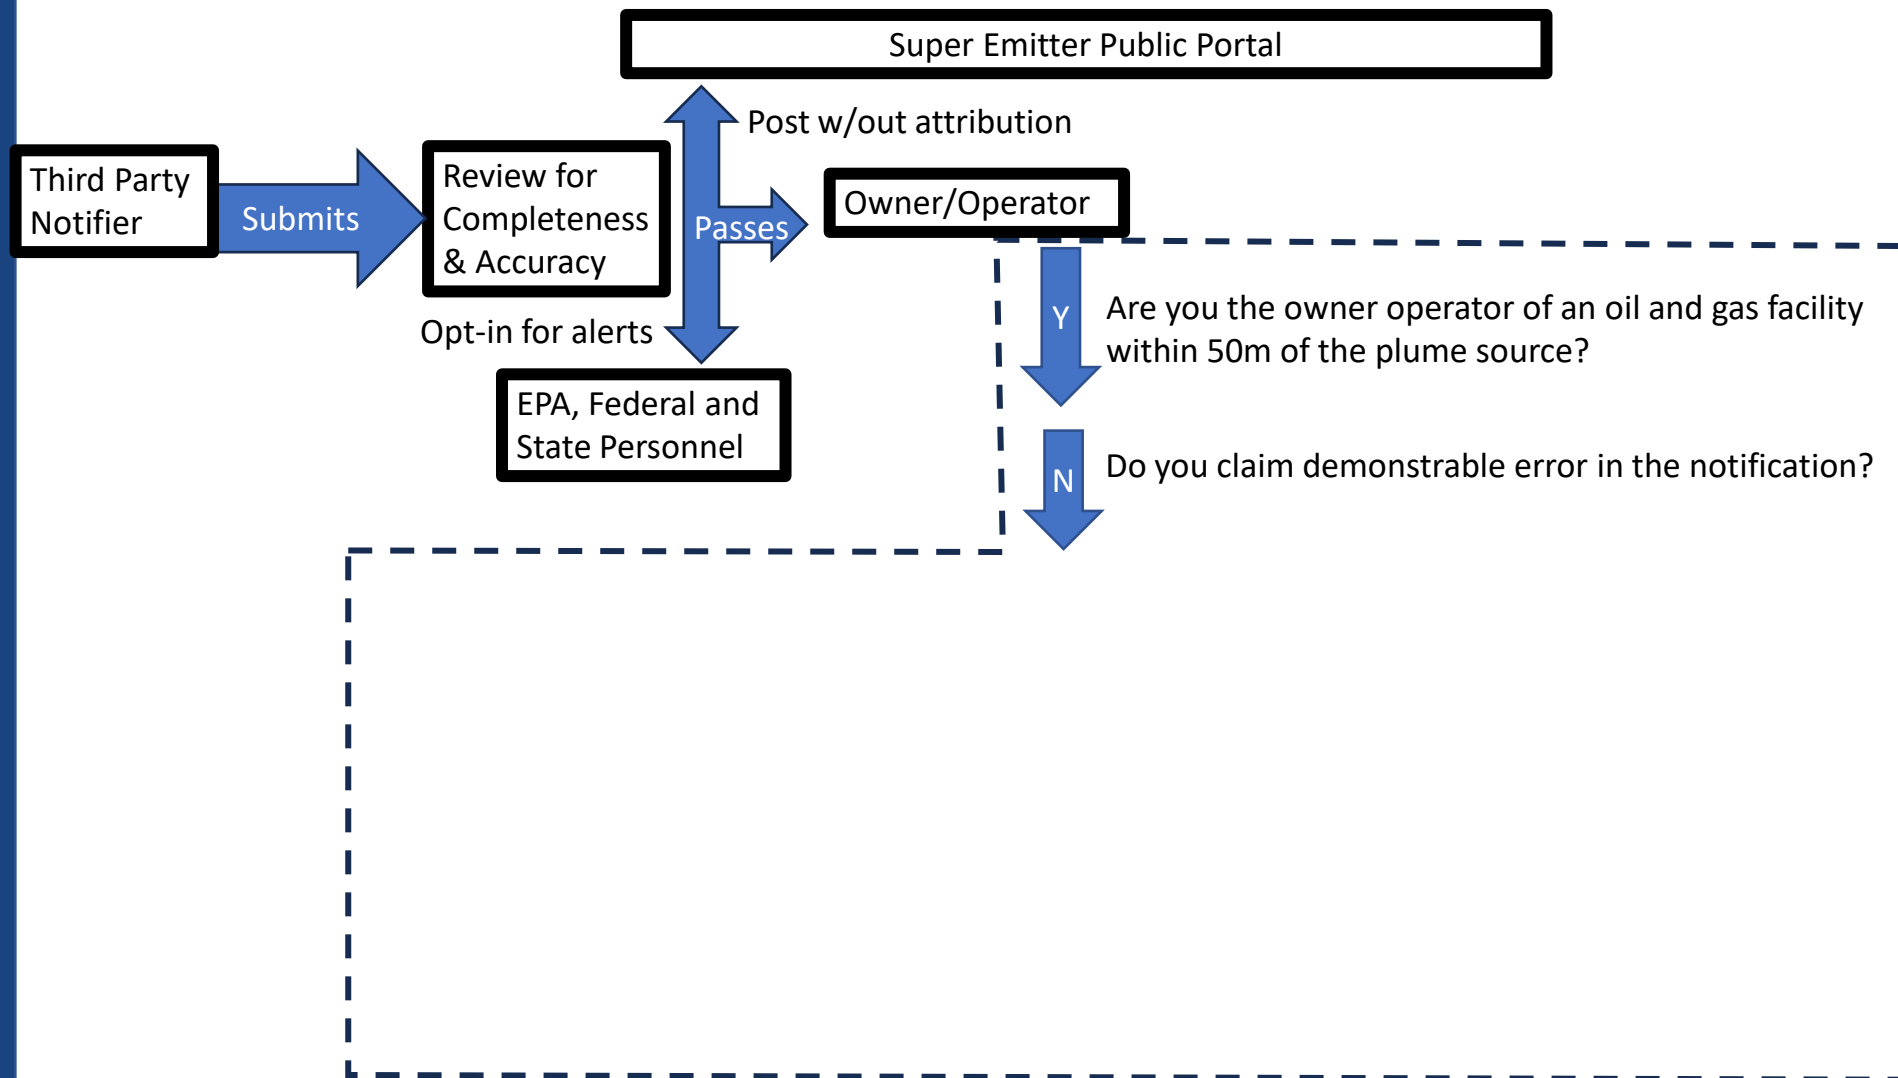 Super Emitter Public Portal
Post w/out attribution
Third Party
Notifier
Submits
Review for
Completeness
& Accuracy
Passes
Owner/Operator
Opt-in for alerts
EPA, Federal and
State Personnel
Y
Are you the owner operator of an oil and gas facility
within 50m of the plume source?
N
Do you claim demonstrable error in the notification?